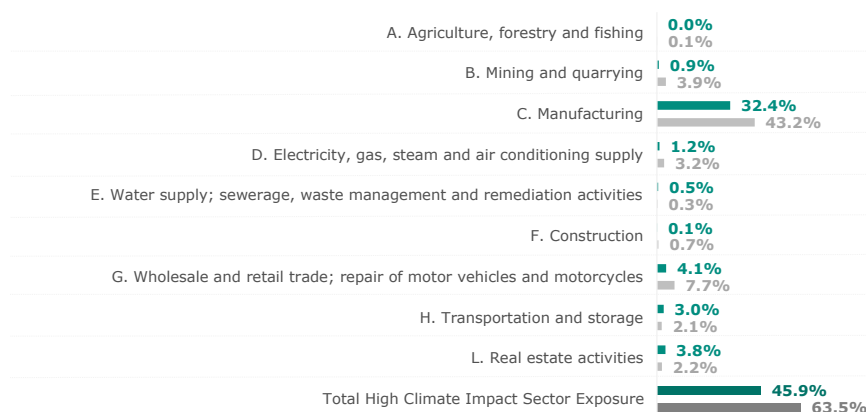 A. Agriculture, forestry and fishing
0.0%
0.1%
B. Mining and quarrying
0.9%
3.9%
C. Manufacturing
32.4%
43.2%
D. Electricity, gas, steam and air conditioning supply
1.2%
3.2%
E. Water supply; sewerage, waste management and remediation activities
0.5%
0.3%
F. Construction
0.1%
0.7%
G. Wholesale and retail trade; repair of motor vehicles and motorcycles
4.1%
7.7%
H. Transportation and storage
3.0%
2.1%
L. Real estate activities
3.8%
2.2%
Total High Climate Impact Sector Exposure
45.9%
63.5%